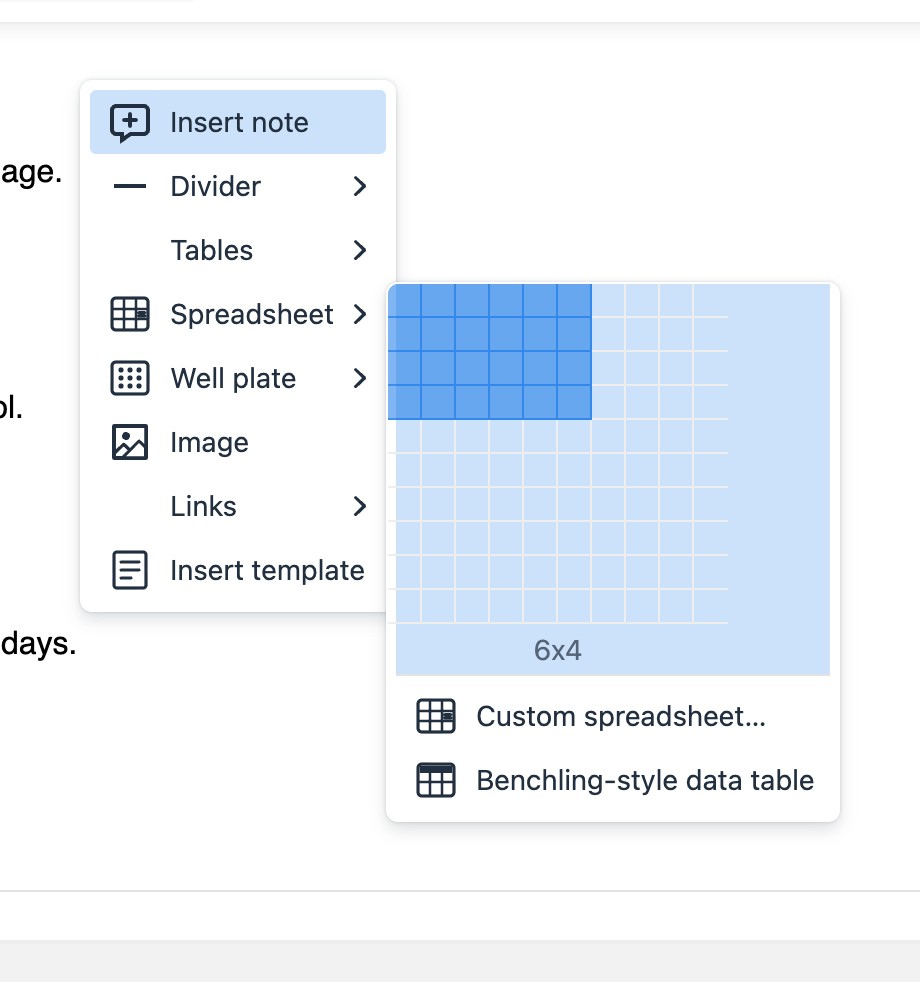 Insert note
age.
Divider
Tables
Spreadsheet
Well plate
ol.
Image
Links
Insert template
days.
6x4
Custom spreadsheet...
Benchling-style data table